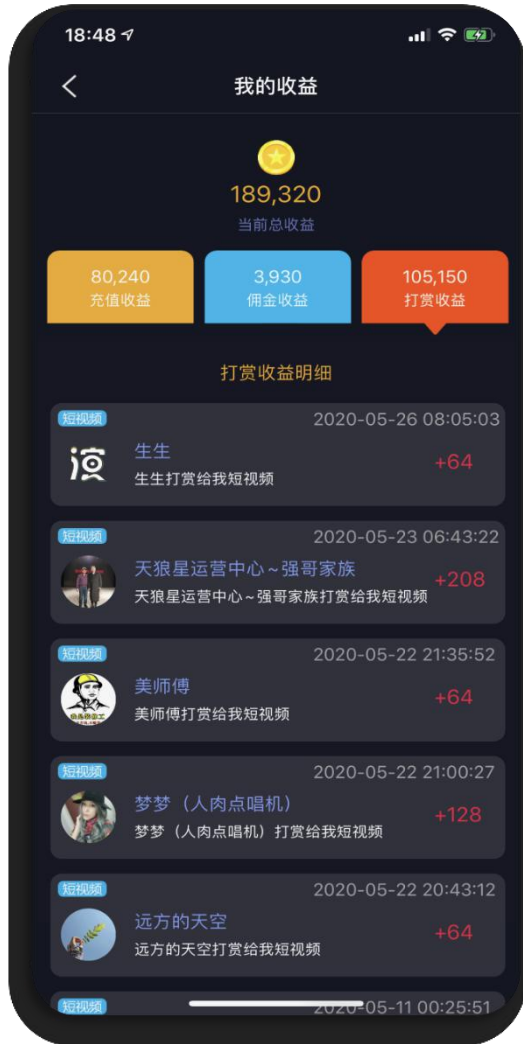 18:48
我的收益
189,320
当前总收益
80,240
充值收益
3,930
佣金收益
105,150
打赏收益
打赏收益明细
短视频
2020-05-26 08:05:03
生生
+64
生生打赏给我短视频
短视频
2020-05-23 06:43:22
天狼星运营中心~强哥家族
+208
天狼星运营中心~强哥家族打赏给我短视频
短视频
2020-05-22 21:35:52
美师傅
+64
美师傅打赏给我短视频
短视频
2020-05-22 21:00:27
梦梦（人肉点唱机）
+128
梦梦（人肉点唱机）打赏给我短视频
短视频
2020-05-22 20:43:12
远方的天空
+64
远方的天空打赏给我短视频
短视频
2020-05-11 00:25:51